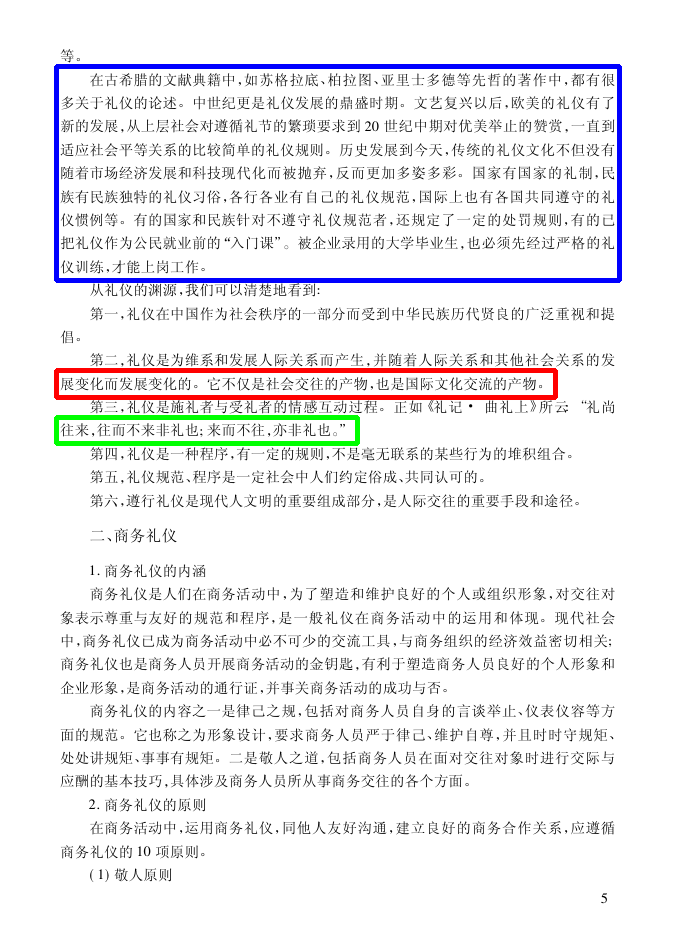 等。
在古希腊的文献典籍中,如苏格拉底、柏拉图、亚里士多德等先哲的著作中,都有很
多关于礼仪的论述。中世纪更是礼仪发展的鼎盛时期。文艺复兴以后,欧美的礼仪有了
新的发展,从上层社会对遵循礼节的繁琐要求到 20 世纪中期对优美举止的赞赏,一直到
适应社会平等关系的比较简单的礼仪规则。历史发展到今天,传统的礼仪文化不但没有
随着市场经济发展和科技现代化而被抛弃,反而更加多姿多彩。国家有国家的礼制,民
族有民族独特的礼仪习俗,各行各业有自己的礼仪规范,国际上也有各国共同遵守的礼
仪惯例等。有的国家和民族针对不遵守礼仪规范者,还规定了一定的处罚规则,有的已
把礼仪作为公民就业前的“入门课”。被企业录用的大学毕业生,也必须先经过严格的礼
仪训练,才能上岗工作。
从礼仪的渊源,我们可以清楚地看到:
第一,礼仪在中国作为社会秩序的一部分而受到中华民族历代贤良的广泛重视和提
倡。
第二,礼仪是为维系和发展人际关系而产生,并随着人际关系和其他社会关系的发
展变化而发展变化的。它不仅是社会交往的产物,也是国际文化交流的产物。
第三,礼仪是施礼者与受礼者的情感互动过程。正如《礼记· 曲礼上》所云:“礼尚
往来,往而不来非礼也;来而不往,亦非礼也。”
第四,礼仪是一种程序,有一定的规则,不是毫无联系的某些行为的堆积组合。
第五,礼仪规范、程序是一定社会中人们约定俗成、共同认可的。
第六,遵行礼仪是现代人文明的重要组成部分,是人际交往的重要手段和途径。
二、商务礼仪
1. 商务礼仪的内涵
商务礼仪是人们在商务活动中,为了塑造和维护良好的个人或组织形象,对交往对
象表示尊重与友好的规范和程序,是一般礼仪在商务活动中的运用和体现。现代社会
中,商务礼仪已成为商务活动中必不可少的交流工具,与商务组织的经济效益密切相关;
商务礼仪也是商务人员开展商务活动的金钥匙,有利于塑造商务人员良好的个人形象和
企业形象,是商务活动的通行证,并事关商务活动的成功与否。
商务礼仪的内容之一是律己之规,包括对商务人员自身的言谈举止、仪表仪容等方
面的规范。它也称之为形象设计,要求商务人员严于律己、维护自尊,并且时时守规矩、
处处讲规矩、事事有规矩。二是敬人之道,包括商务人员在面对交往对象时进行交际与
应酬的基本技巧,具体涉及商务人员所从事商务交往的各个方面。
2. 商务礼仪的原则
在商务活动中,运用商务礼仪,同他人友好沟通,建立良好的商务合作关系,应遵循
商务礼仪的 10 项原则。
(1) 敬人原则
5